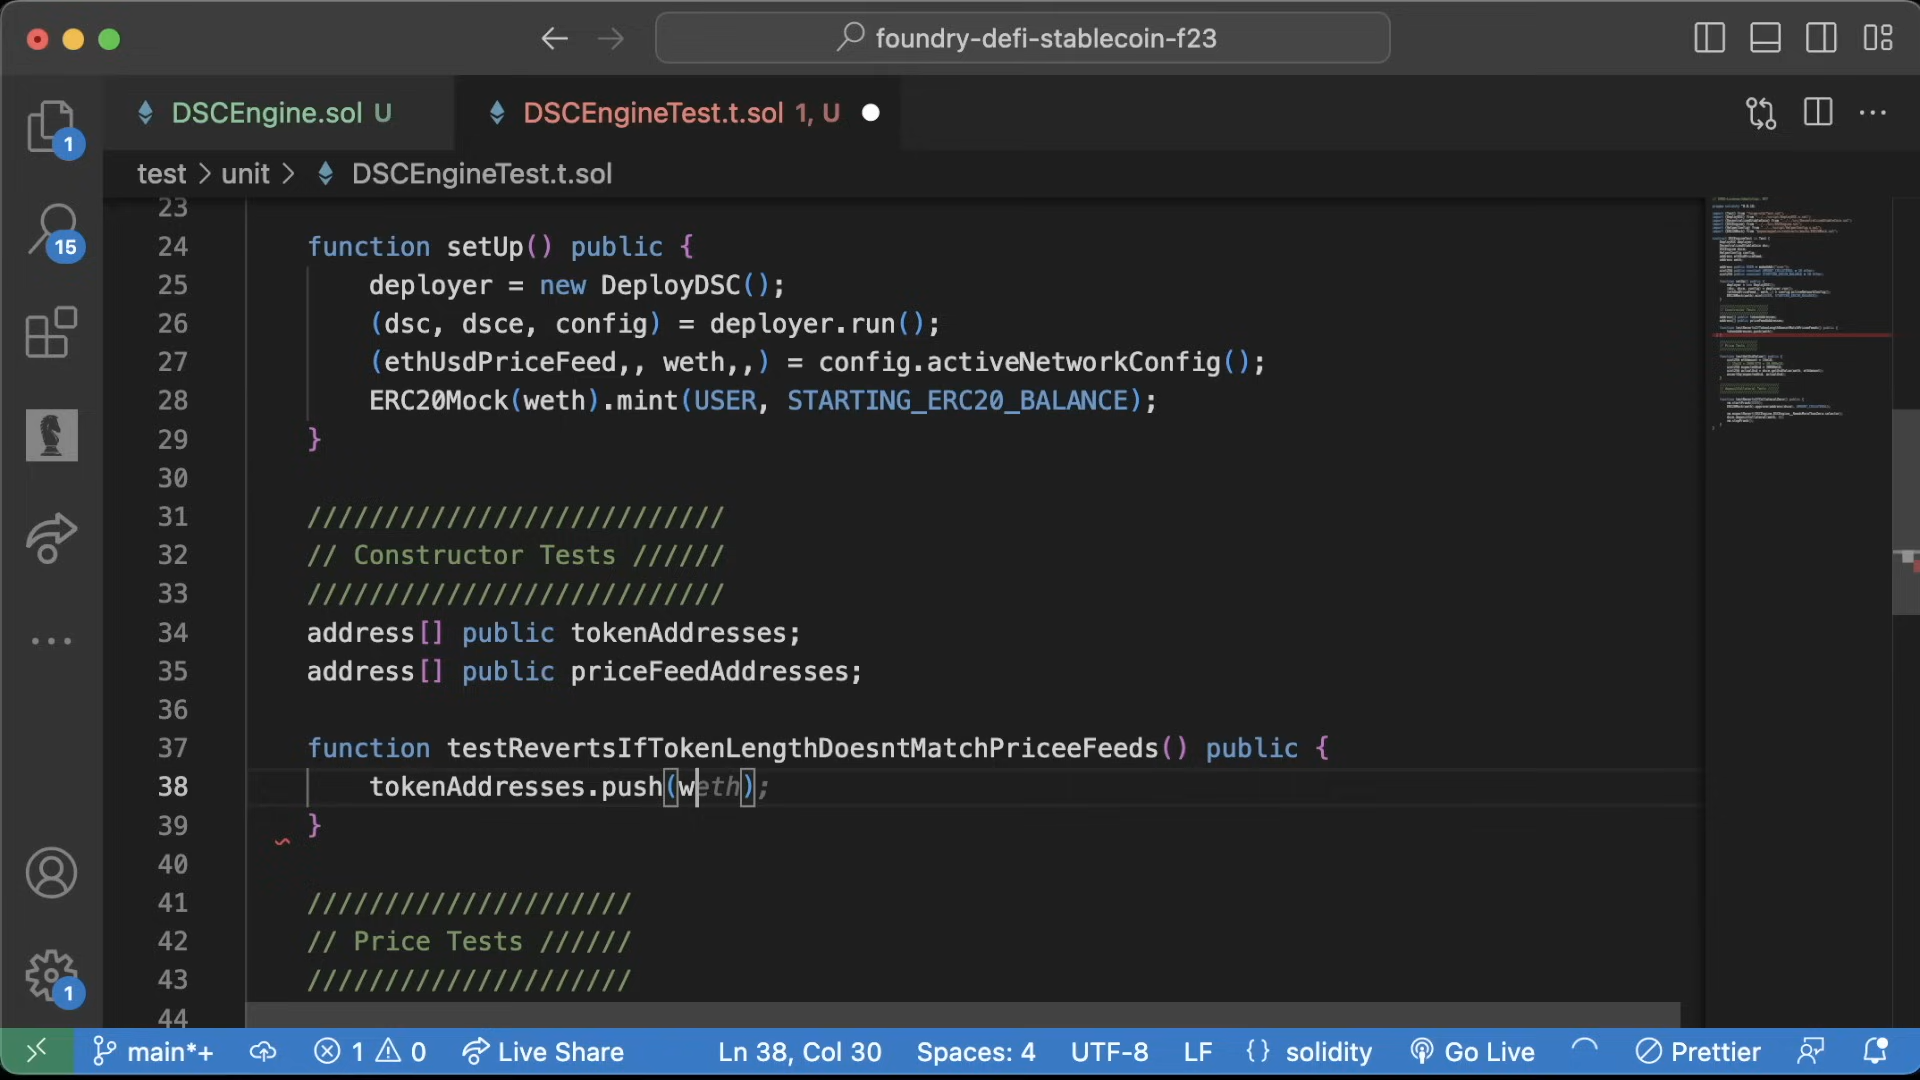 foundry-defi-stablecoin-f23
DSCEngine.sol U
DSCEngineTest.t.sol 1, U
1
test > unit > DSCEngineTest.t.sol
15
23
24 function setUp() public {
25 deployer = new DeployDSC();
26 (dsc, dsce, config) = deployer.run();
27 (ethUsdPriceFeed,, weth,,) = config.activeNetworkConfig();
28 ERC20Mock(weth).mint(USER, STARTING_ERC20_BALANCE);
29 }
30
31 ///////////////////////////
32 // Constructor Tests //////
33 ///////////////////////////
34 address[] public tokenAddresses;
35 address[] public priceFeedAddresses;
36
37 function testRevertsIfTokenLengthDoesntMatchPriceeFeeds() public {
38 tokenAddresses.push(weth);
39 }
40
41 /////////////////////
42 // Price Tests //////
43 /////////////////////
44
1
main*+ 1 0 Live Share Ln 38, Col 30 Spaces: 4 UTF-8 LF {} solidity Go Live Prettier